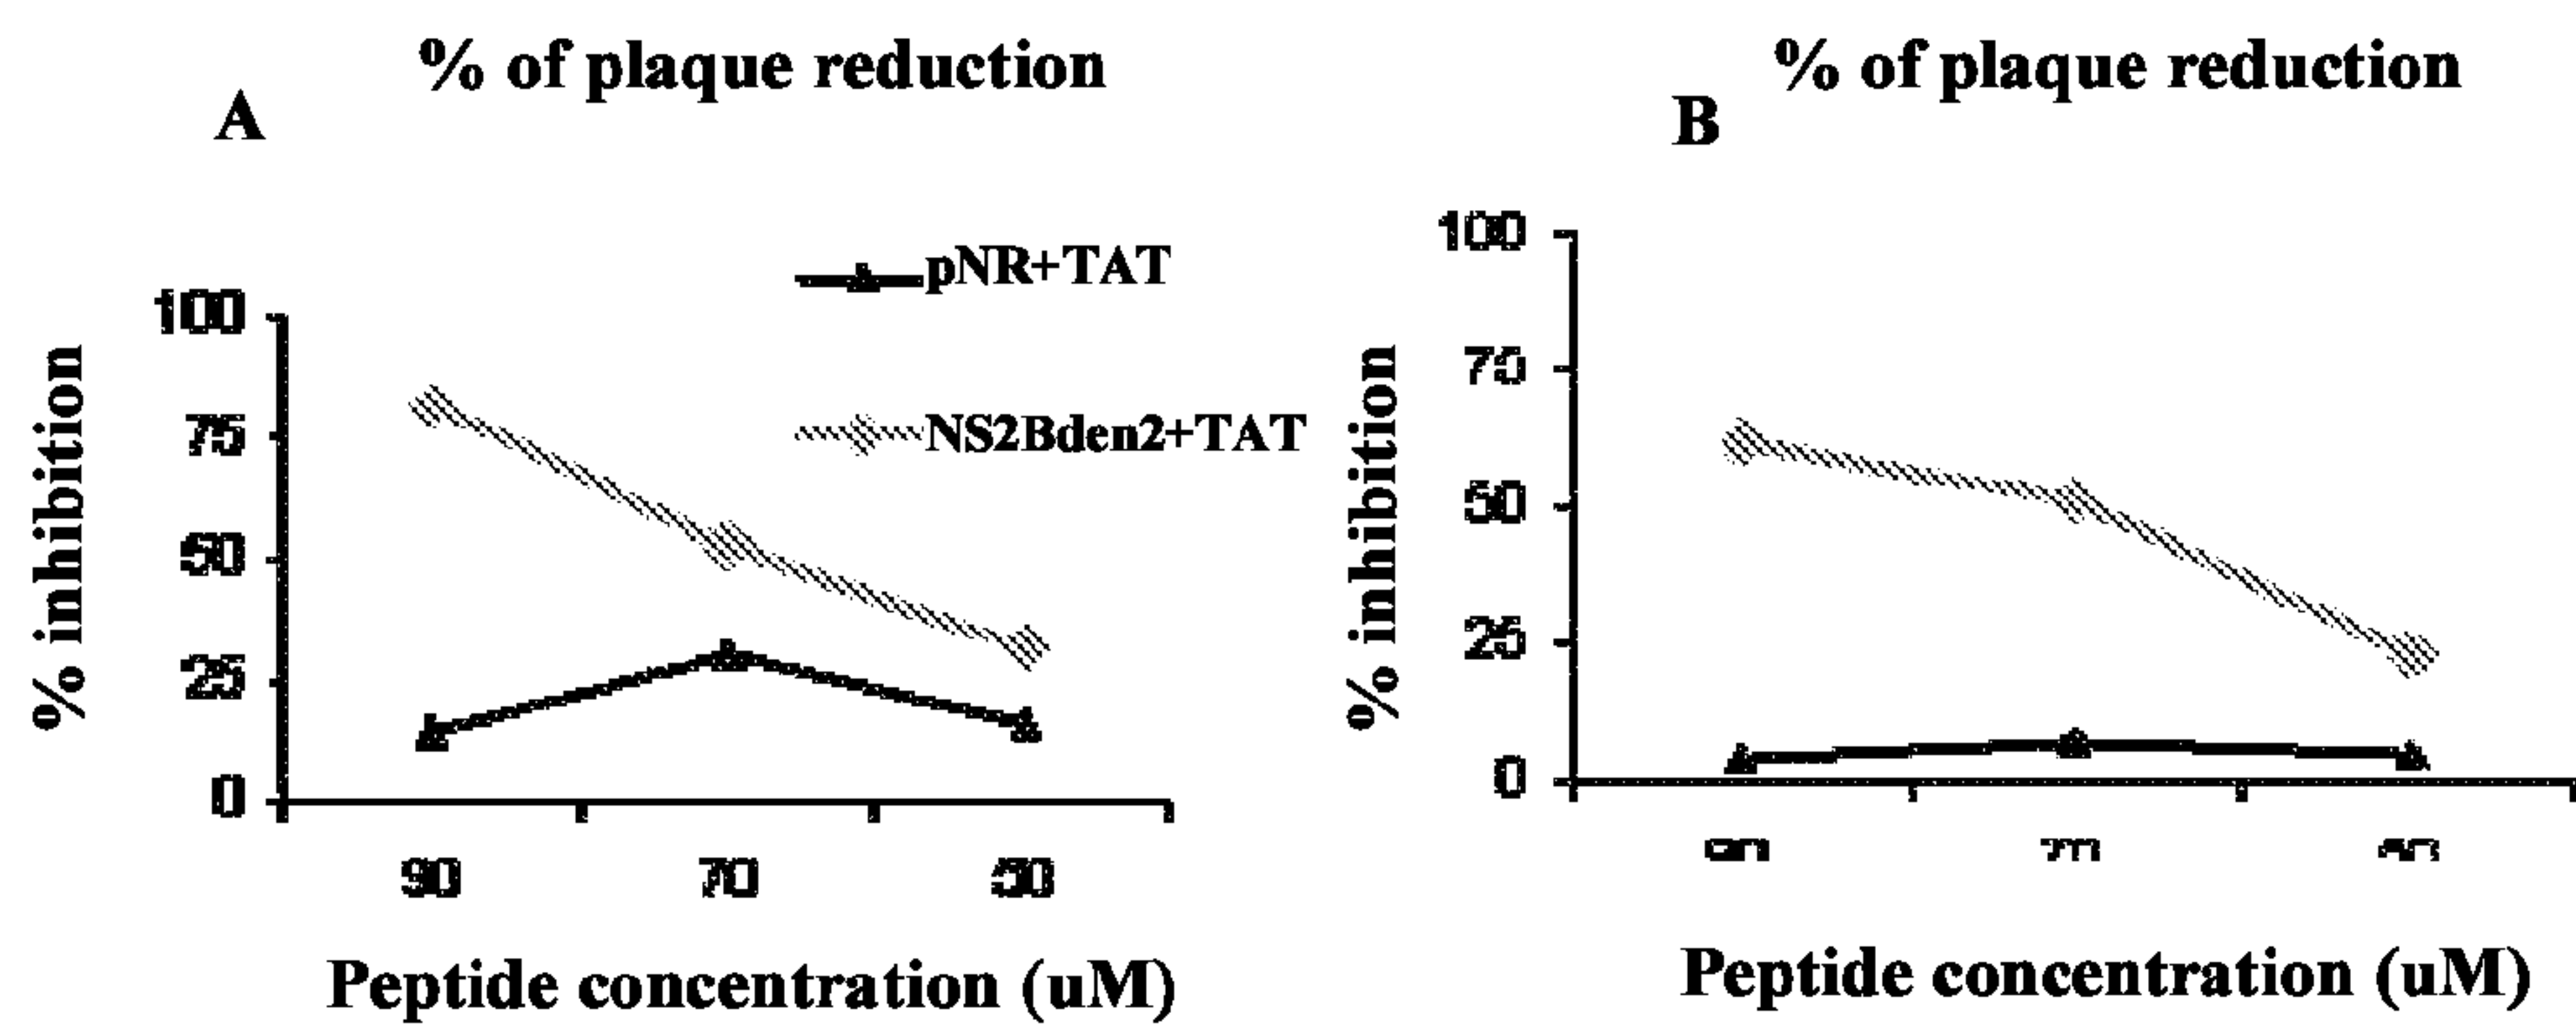 A
% of plaque reduction
pNR+TAT
NS2Bden2+TAT
% inhibition
100
75
50
25
0
90
70
50
Peptide concentration (uM)
B
% of plaque reduction
% inhibition
100
75
50
25
0
Peptide concentration (uM)